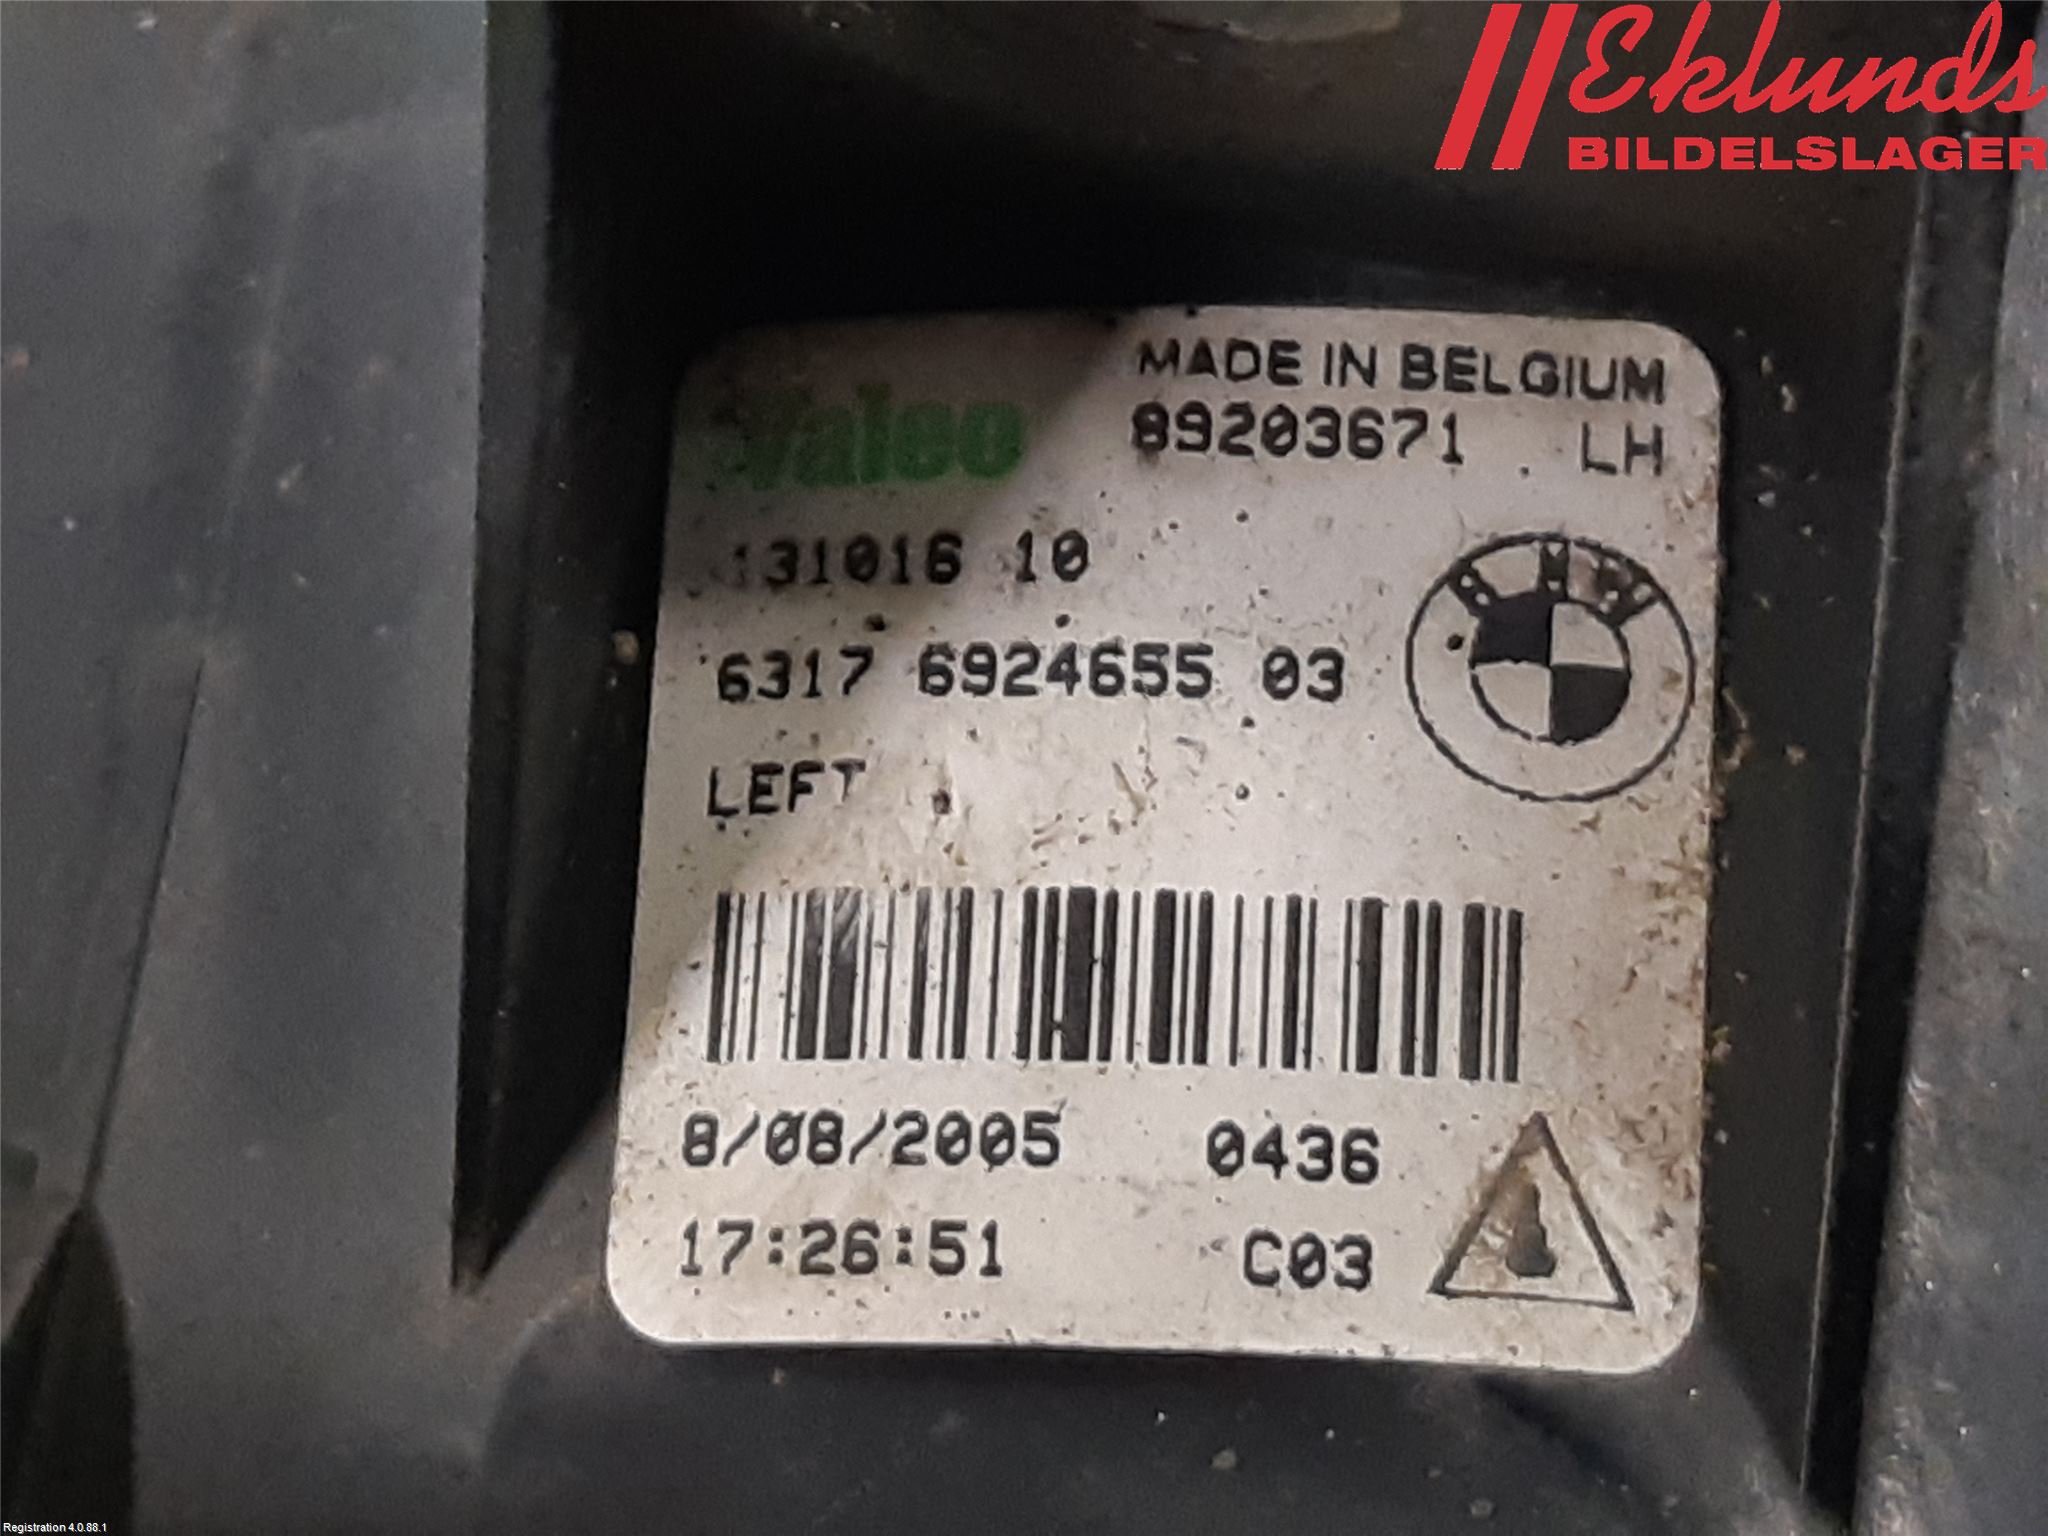 Eklunds
BILDELSLAGER
MADE IN BELGIUM
Valeo
89203671 LH
131016 10
6317 6924655 03
BMW
LEFT
8/08/2005 0436
17:26:51 C03
Registration 4.0.88.1